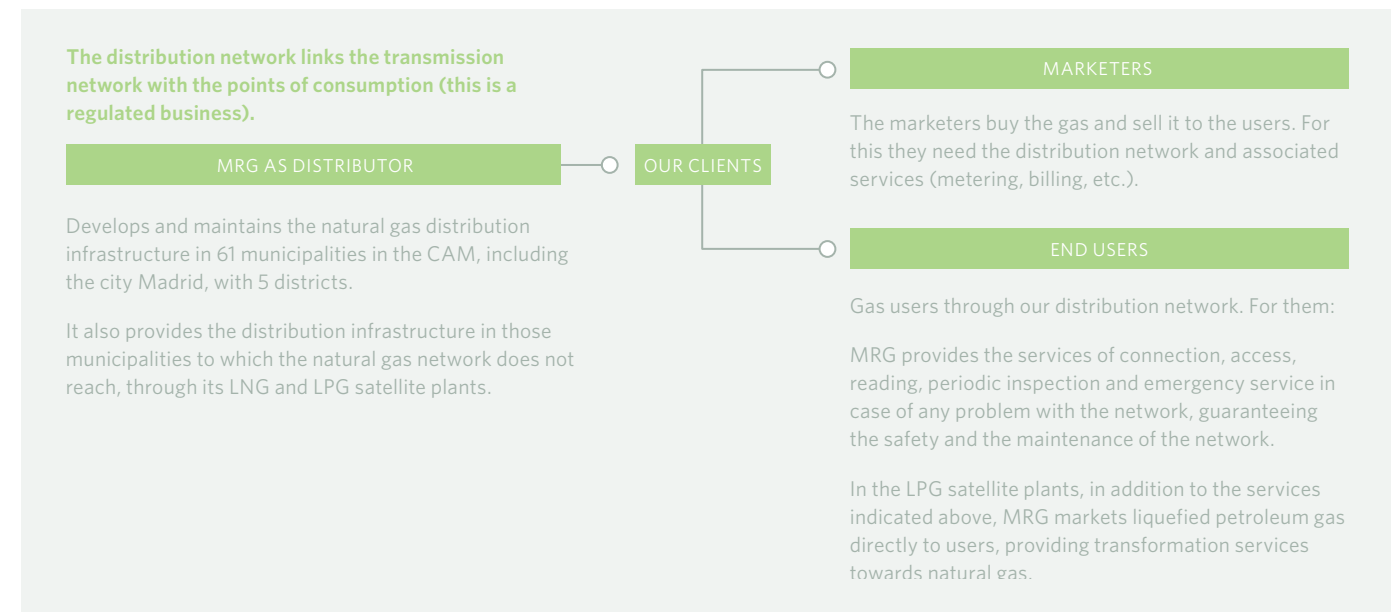 The distribution network links the transmission
network with the points of consumption (this is a
regulated business).
MRG AS DISTRIBUTOR
Develops and maintains the natural gas distribution
infrastructure in 61 municipalities in the CAM, including
the city Madrid, with 5 districts.
It also provides the distribution infrastructure in those
municipalities to which the natural gas network does not
reach, through its LNG and LPG satellite plants.
OUR CLIENTS
MARKETERS
The marketers buy the gas and sell it to the users. For
this they need the distribution network and associated
services (metering, billing, etc.).
END USERS
Gas users through our distribution network. For them:
MRG provides the services of connection, access,
reading, periodic inspection and emergency service in
case of any problem with the network, guaranteeing
the safety and the maintenance of the network.
In the LPG satellite plants, in addition to the services
indicated above, MRG markets liquefied petroleum gas
directly to users, providing transformation services
towards natural gas.